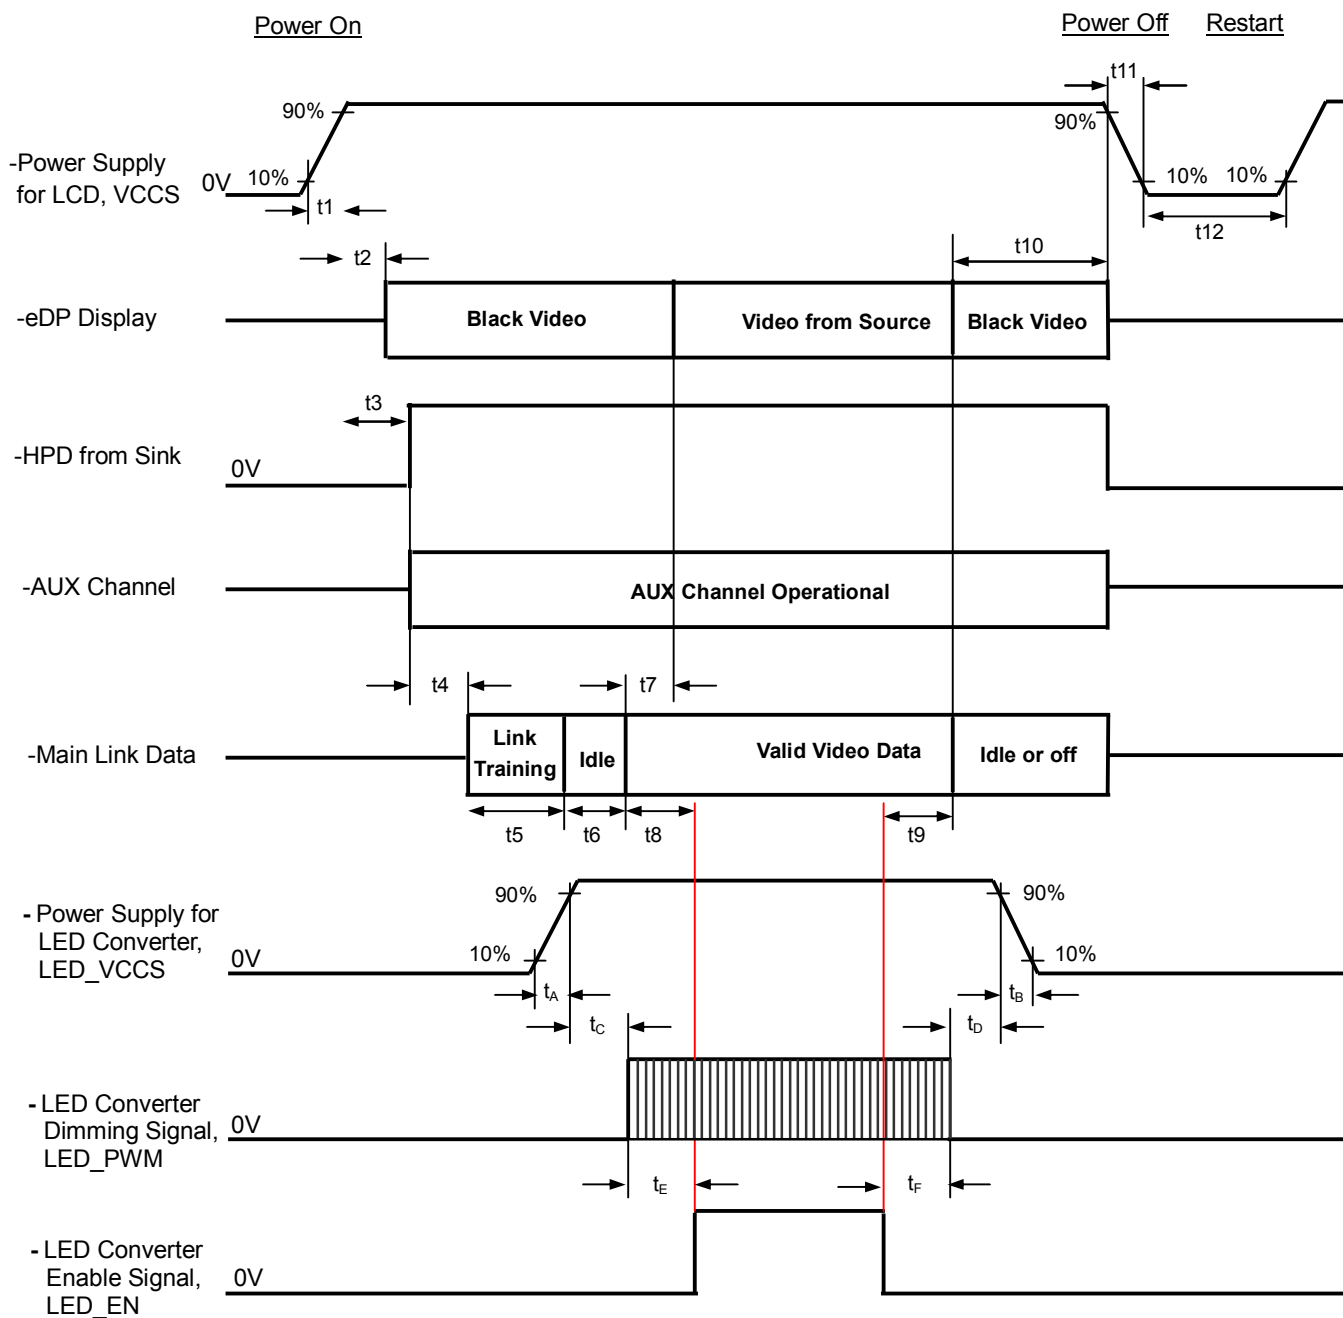 Power On
Power Off Restart
t11
90%
90%
-Power Supply
for LCD, VCCS
0V
10%
10%
10%
t1
t12
t2
t10
-eDP Display
Black Video
Video from Source
Black Video
t3
-HPD from Sink
0V
-AUX Channel
AUX Channel Operational
t4
t7
-Main Link Data
Link
Training
Idle
Valid Video Data
Idle or off
t5
t6
t8
t9
90%
90%
- Power Supply for
LED Converter,
LED_VCCS
0V
10%
10%
tA
tB
tC
tD
- LED Converter
Dimming Signal,
LED_PWM
0V
tE
tF
- LED Converter
Enable Signal,
LED_EN
0V